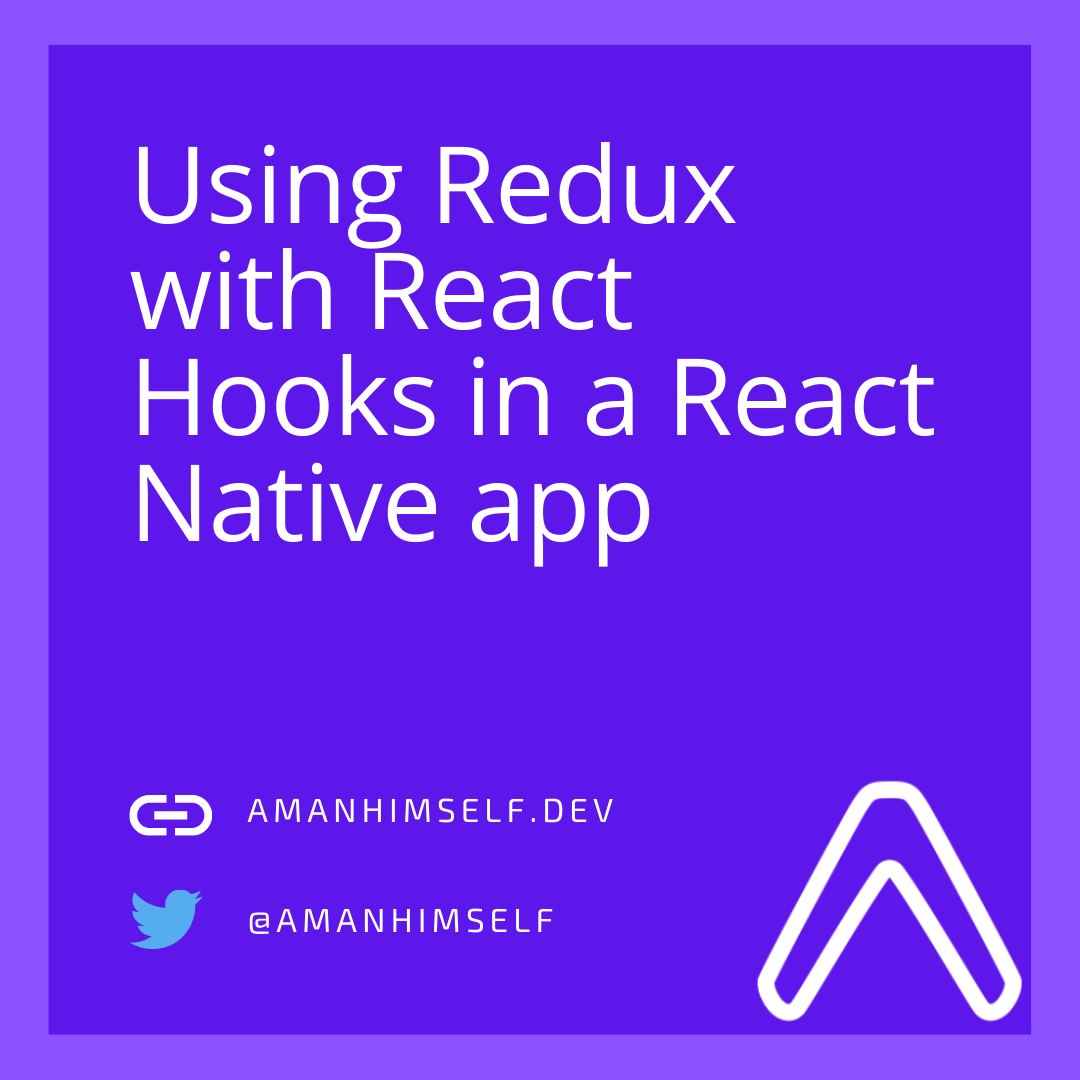 Using Redux
with React
Hooks in a React
Native app
AMANHIMSELF.DEV
@AMANHIMSELF